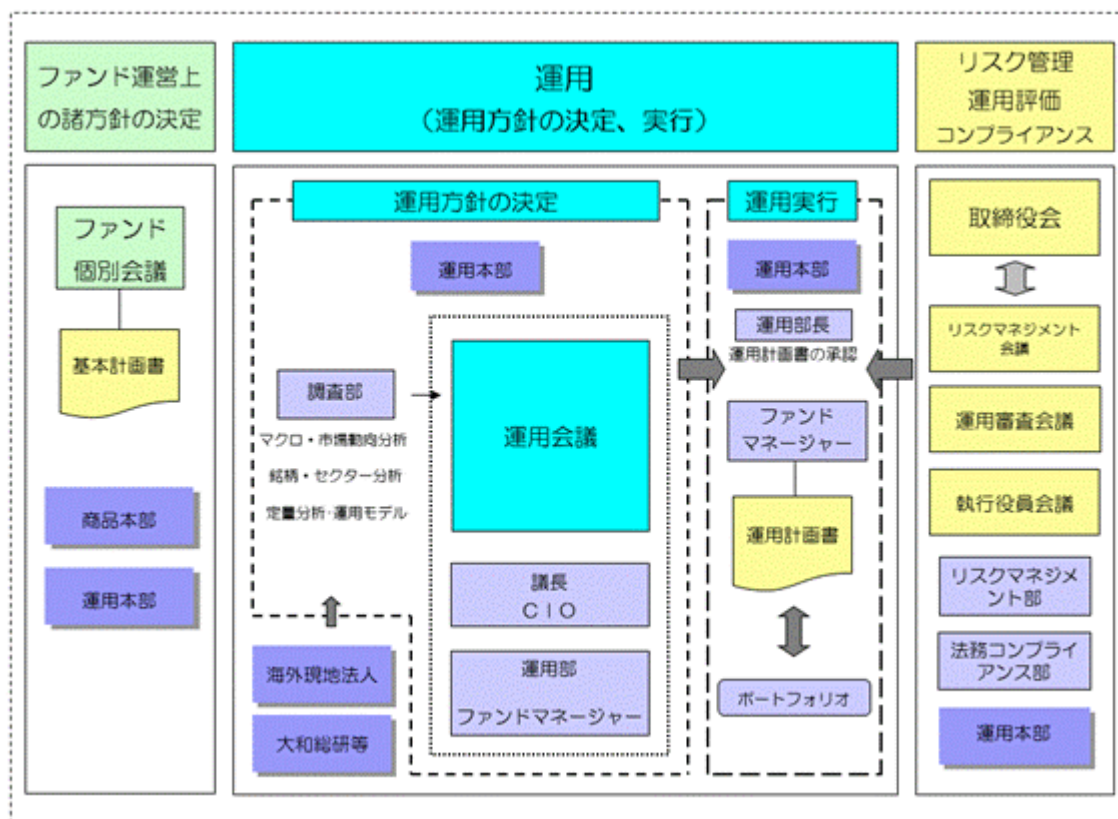 ファンド運営上
の諸方針の決定
ファンド
個別会議
基本計画書
商品本部
運用本部
運用
（運用方針の決定、実行）
運用方針の決定
運用本部
調査部
マクロ・市場動向分析
銘柄・セクター分析
定量分析・運用モデル
海外現地法人
大和総研等
運用会議
議長
ＣＩＯ
運用部
ファンドマネージャー
運用実行
運用本部
運用部長
運用計画書の承認
ファンド
マネージャー
運用計画書
ポートフォリオ
リスク管理
運用評価
コンプライアンス
取締役会
リスクマネジメント
会議
運用審査会議
執行役員会議
リスクマネジメ
ント部
法務コンプライ
アンス部
運用本部